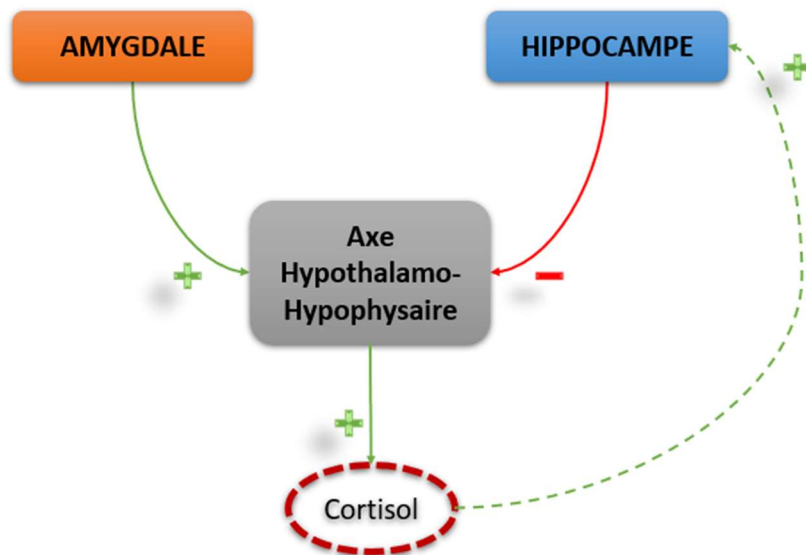 AMYGDALE
HIPPOCAMPE
Axe
Hypothalamo-
Hypophysaire
Cortisol